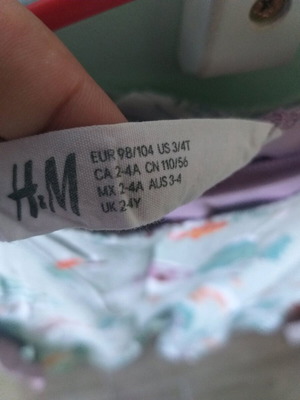 H&M
EUR 98/104 US 3/4T
CA 2-4A CN 110/56
MX 2-4A AUS 3-4
UK 2-4Y